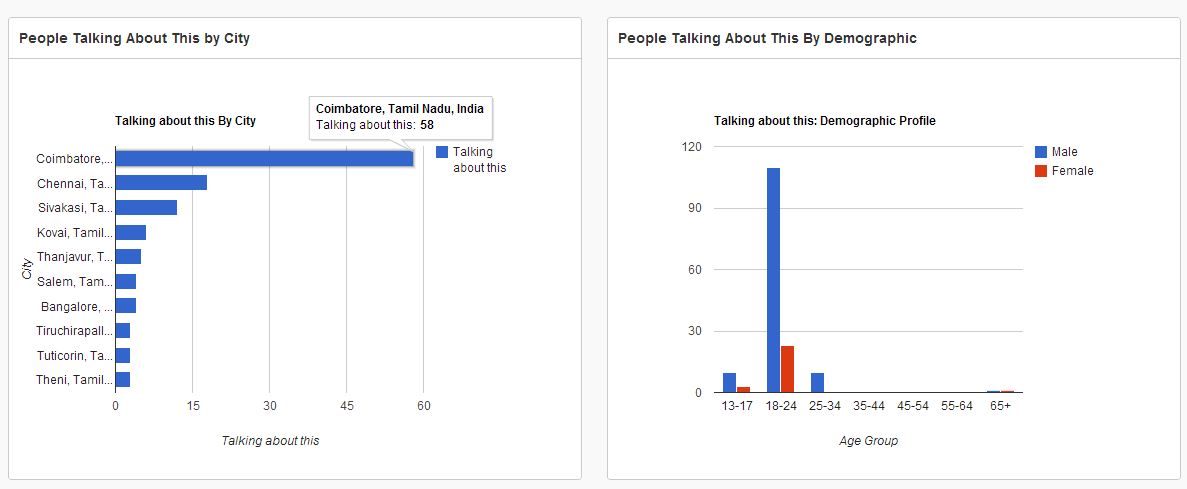 People Talking About This by City
Talking about this By City
Coimbatore, Tamil Nadu, India
Talking about this: 58
Talking
about this
Coimbatore,...
Chennai, Ta...
Sivakasi, Ta...
Kovai, Tamil...
Thanjavur, T...
Salem, Tam...
Bangalore, ...
Tiruchirapall...
Tuticorin, Ta...
Theni, Tamil...
City
0 15 30 45 60
Talking about this
People Talking About This By Demographic
Talking about this: Demographic Profile
Male
Female
120
90
60
30
0
13-17 18-24 25-34 35-44 45-54 55-64 65+
Age Group